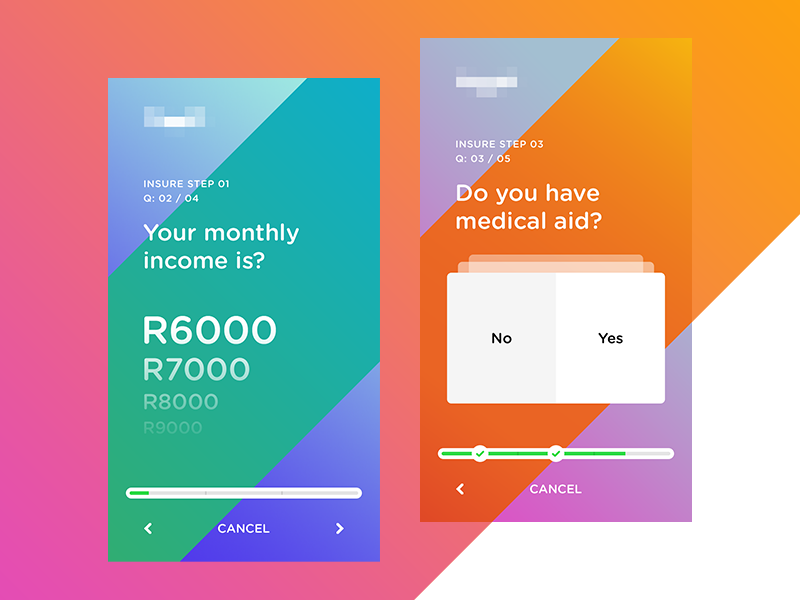 INSURE STEP 01
Q: 02 / 04
Your monthly
income is?
R6000
R7000
R8000
R9000
CANCEL
INSURE STEP 03
Q: 03 / 05
Do you have
medical aid?
No
Yes
CANCEL